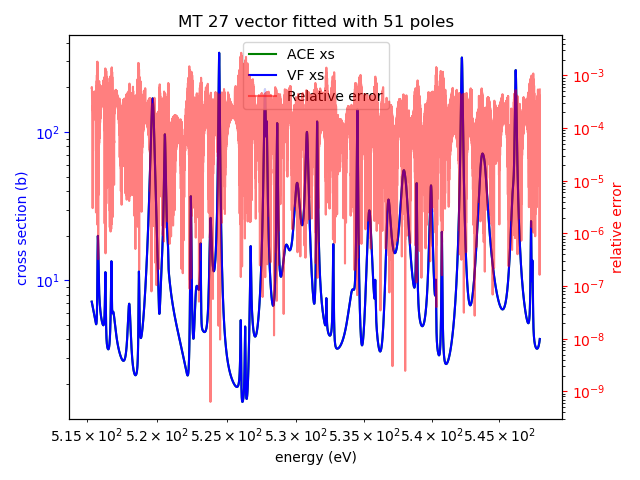 MT 27 vector fitted with 51 poles
ACE xs
VF xs
Relative error
cross section (b)
10²
10¹
relative error
10⁻³
10⁻⁴
10⁻⁵
10⁻⁶
10⁻⁷
10⁻⁸
10⁻⁹
5.15 × 10² 5.2 × 10² 5.25 × 10² 5.3 × 10² 5.35 × 10² 5.4 × 10² 5.45 × 10²
energy (eV)